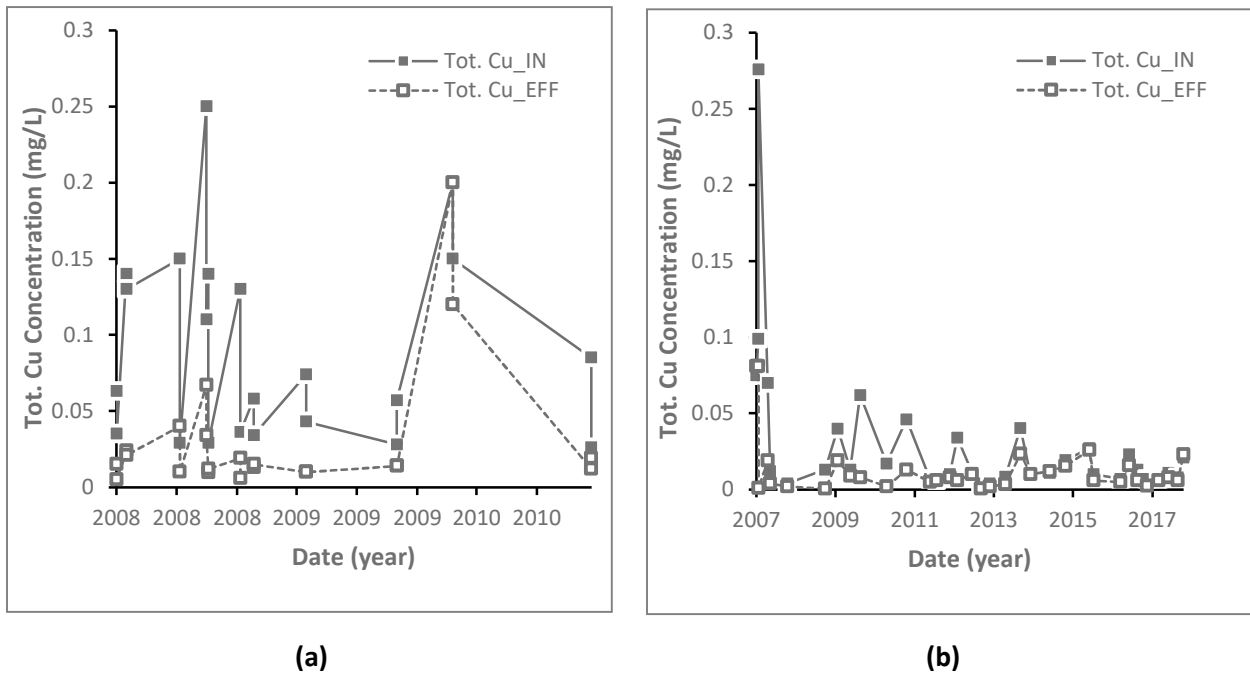 0.3
0.25
0.2
0.15
0.1
0.05
0
Tot. Cu Concentration (mg/L)
Tot. Cu_IN
Tot. Cu_EFF
2008 2008 2008 2009 2009 2009 2010 2010
Date (year)
(a)
0.3
0.25
0.2
0.15
0.1
0.05
0
Tot. Cu Concentration (mg/L)
Tot. Cu_IN
Tot. Cu_EFF
2007 2009 2011 2013 2015 2017
Date (year)
(b)